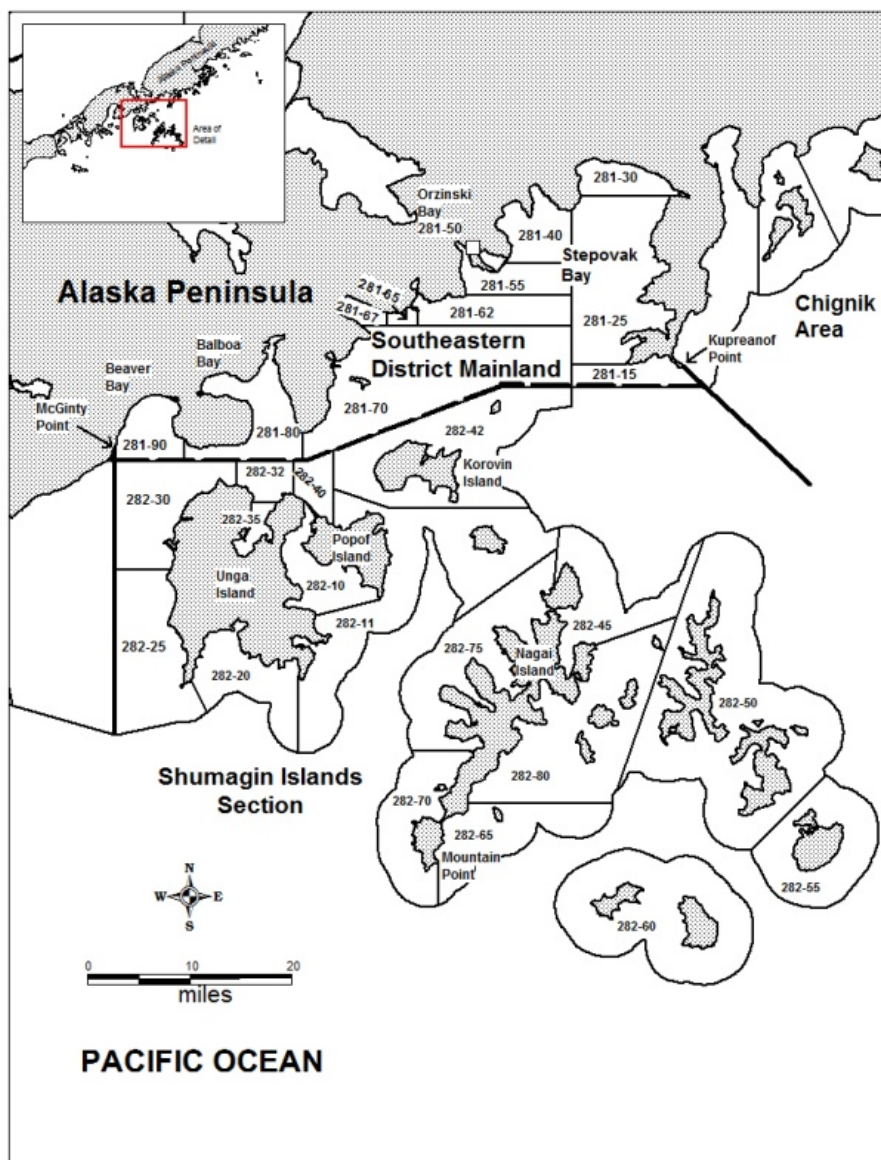 Alaska Peninsula
Area of
Detail
281-30
Orzinski
Bay
281-50
281-40
Stepovak
Bay
281-65
281-55
Alaska Peninsula
281-67
281-62
Chignik
Area
281-25
Balboa
Bay
Southeastern
District Mainland
Kupreanof
Point
Beaver
Bay
281-15
McGinty
Point
281-70
281-90
281-80
282-42
282-32
282-40
Korovin
Island
282-30
282-35
Popof
Island
Unga
Island
282-10
282-11
282-45
282-25
282-75
Nagai
Island
282-20
282-50
Shumagin Islands
Section
282-80
282-70
282-65
Mountain
Point
282-55
N
W
E
S
282-60
0
10
20
miles
PACIFIC OCEAN